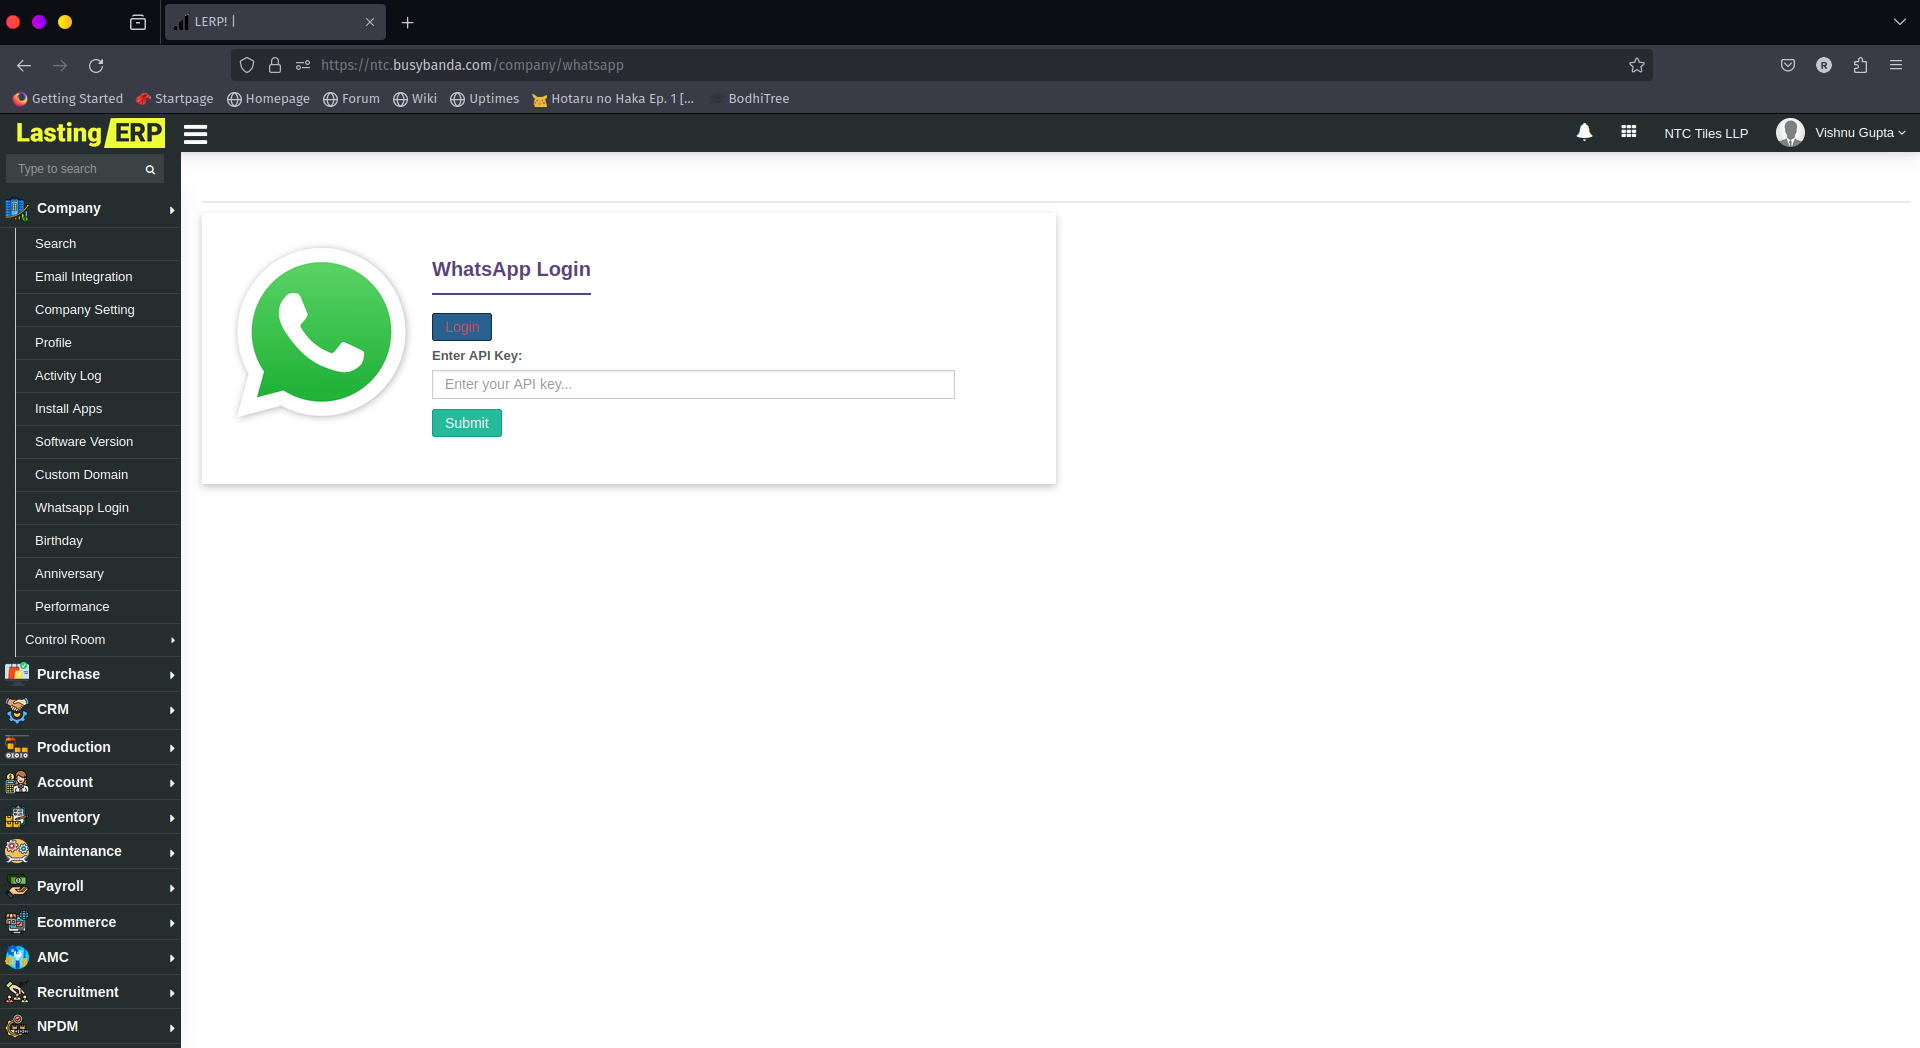 LERP! |
https://ntc.busybanda.com/company/whatsapp
Getting Started Startpage Homepage Forum Wiki Uptimes Hotaru no Haka Ep. 1 [... BodhiTree
Lasting ERP
NTC Tiles LLP Vishnu Gupta
Type to search
Company
Search
Email Integration
Company Setting
Profile
Activity Log
Install Apps
Software Version
Custom Domain
Whatsapp Login
Birthday
Anniversary
Performance
Control Room
Purchase
CRM
Production
Account
Inventory
Maintenance
Payroll
Ecommerce
AMC
Recruitment
NPDM
WhatsApp Login
Login
Enter API Key:
Enter your API key...
Submit